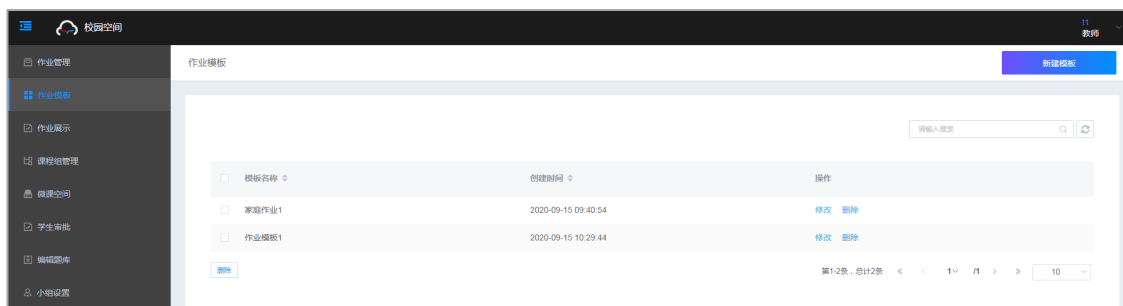 校园空间
t1
教师
作业管理
作业模板
新建模板
作业模板
作业展示
请输入搜索
课程组管理
模板名称 创建时间 操作
微课空间
家庭作业1 2020-09-15 09:40:54 修改 删除
学生审批
作业模板1 2020-09-15 10:29:44 修改 删除
编辑题库
删除 第1-2条，总计2条 « < 1 /1 > » 10
小组设置